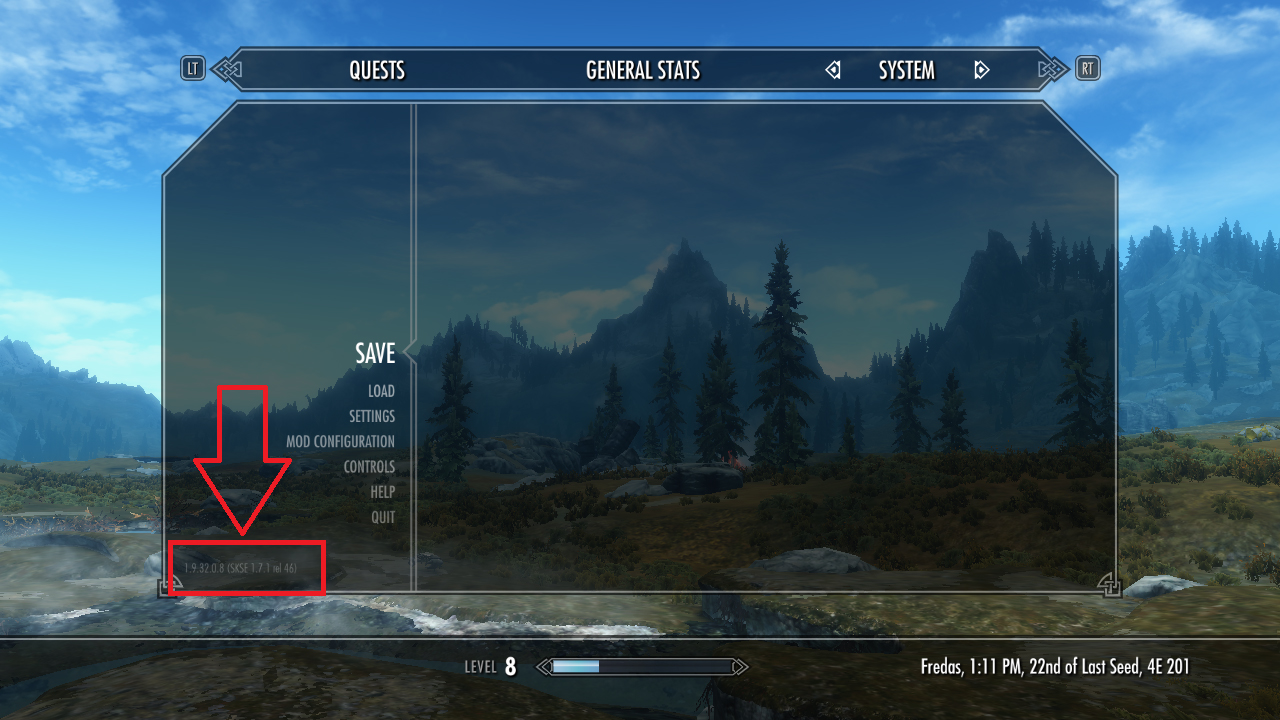 LT QUESTS GENERAL STATS SYSTEM RT
SAVE
LOAD
SETTINGS
MOD CONFIGURATION
CONTROLS
HELP
QUIT
1.9.32.0.8 (SKSE 1.7.1 rel 46)
LEVEL 8 Fredas, 1:11 PM, 22nd of Last Seed, 4E 201